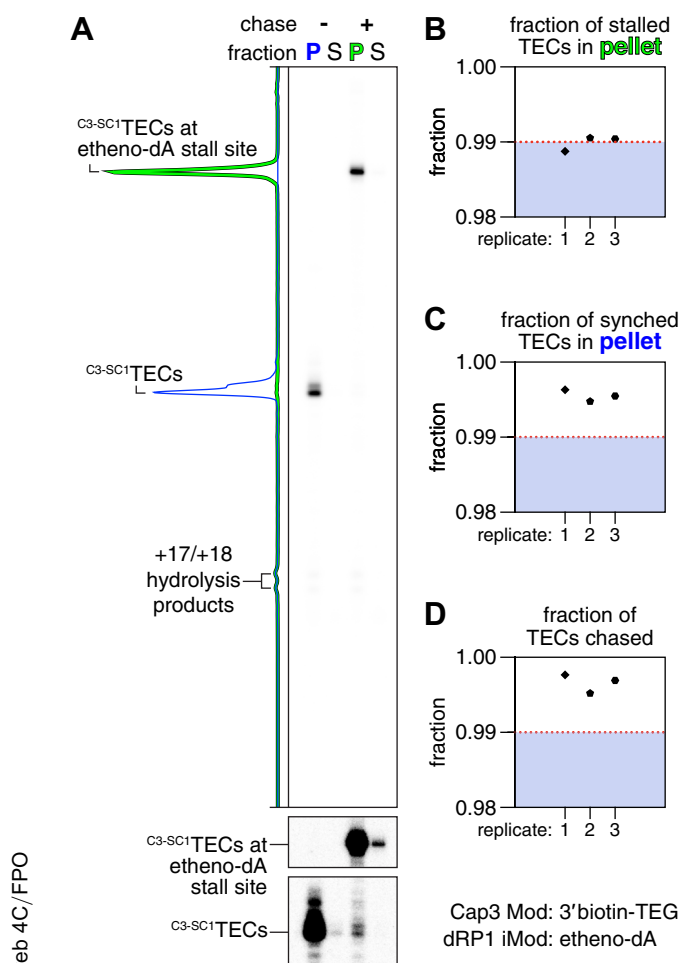 A
chase - +
fraction P S P S
C3-SC1TECs at
etheno-dA stall site
C3-SC1TECs
+17/+18
hydrolysis
products
C3-SC1TECs at
etheno-dA
stall site
C3-SC1TECs
eb 4C/FPO
B
fraction of stalled
TECs in pellet
1.00
0.99
0.98
fraction
replicate: 1 2 3
C
fraction of synched
TECs in pellet
1.00
0.99
0.98
fraction
replicate: 1 2 3
D
fraction of
TECs chased
1.00
0.99
0.98
fraction
replicate: 1 2 3
Cap3 Mod: 3′biotin-TEG
dRP1 iMod: etheno-dA